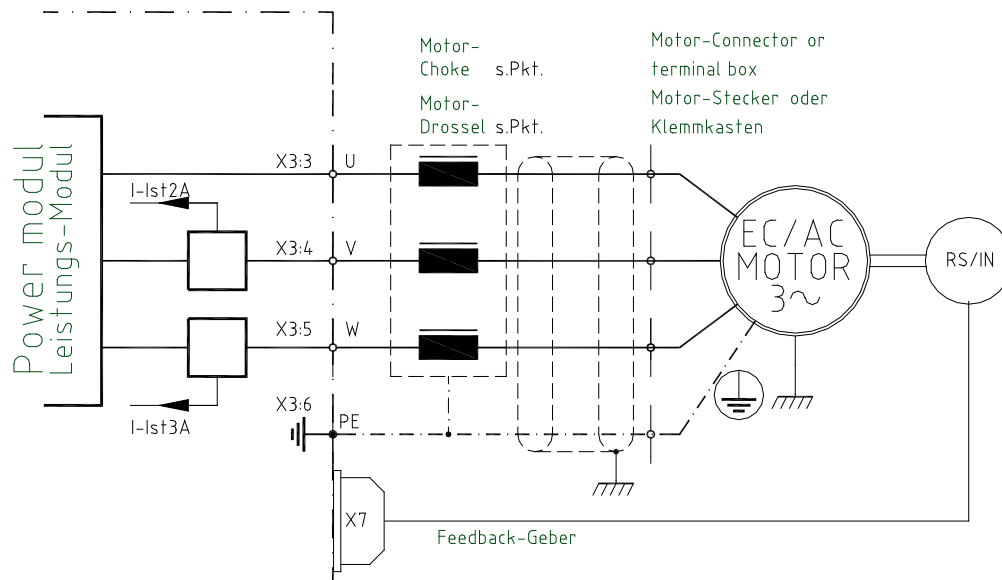 Motor-
Choke s.Pkt.
Motor-
Drossel s.Pkt.
Motor-Connector or
terminal box
Motor-Stecker oder
Klemmkasten
Power modul
Leistungs-Modul
X3:3 U
I-Ist2A
X3:4 V
X3:5 W
X3:6
PE
I-Ist3A
EC/AC
MOTOR
3~
RS/IN
X7
Feedback-Geber